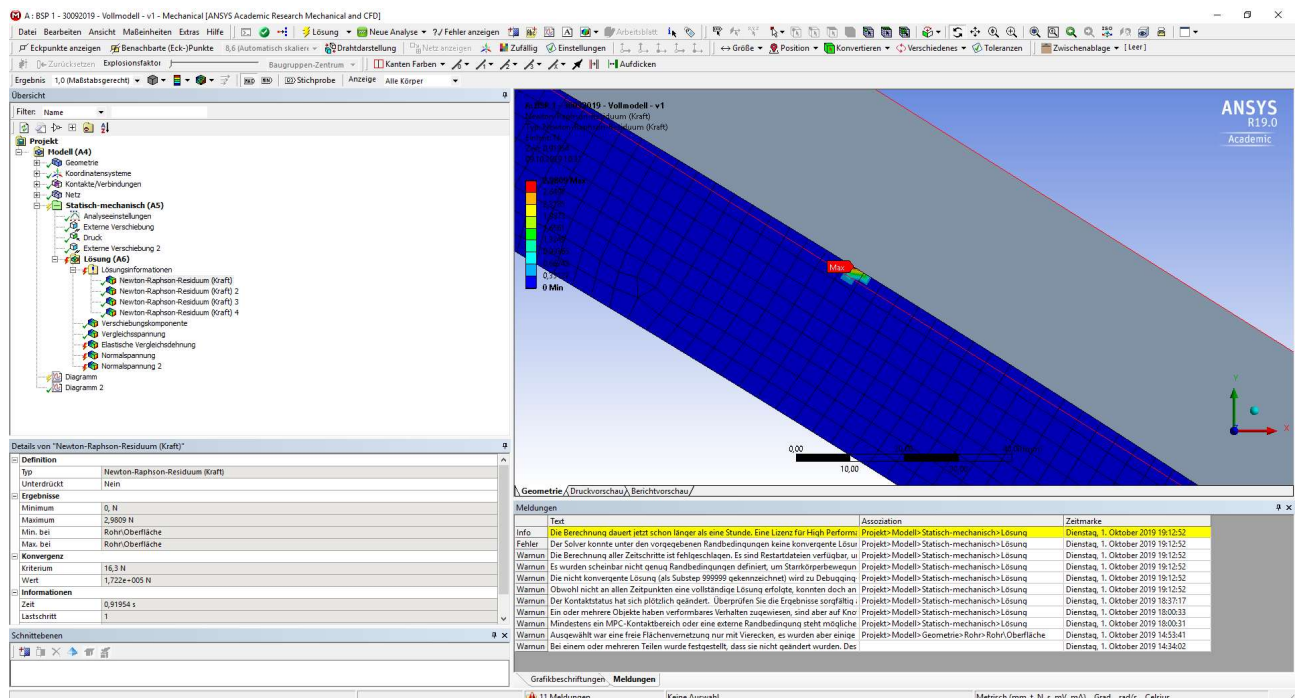 A : BSP 1 - 30092019 - Vollmodell - v1 - Mechanical [ANSYS Academic Research Mechanical and CFD]
Datei Bearbeiten Ansicht Maßeinheiten Extras Hilfe Lösung Neue Analyse ?/ Fehler anzeigen Arbeitsblatt
Eckpunkte anzeigen Benachbarte (Eck-)Punkte 8,6 (Automatisch skalier Drahtdarstellung Netz anzeigen Zufällig Einstellungen Größe Position Konvertieren Verschiedenes Toleranzen Zwischenablage [Leer]
Zurücksetzen Explosionsfaktor Baugruppen-Zentrum Kanten Farben Aufdicken
Ergebnis 1,0 (Maßstabsgerecht) Stichprobe Anzeige Alle Körper
Übersicht
Filter: Name
Projekt
Modell (A4)
Geometrie
Koordinatensysteme
Kontakte/Verbindungen
Netz
Statisch-mechanisch (A5)
Analyseeinstellungen
Externe Verschiebung
Druck
Externe Verschiebung 2
Lösung (A6)
Lösungsinformationen
Newton-Raphson-Residuum (Kraft)
Newton-Raphson-Residuum (Kraft) 2
Newton-Raphson-Residuum (Kraft) 3
Newton-Raphson-Residuum (Kraft) 4
Verschiebungskomponente
Vergleichsspannung
Elastische Vergleichsdehnung
Normalspannung
Normalspannung 2
Diagramm
Diagramm 2
Details von "Newton-Raphson-Residuum (Kraft)"
Definition
Typ Newton-Raphson-Residuum (Kraft)
Unterdrückt Nein
Ergebnisse
Minimum 0, N
Maximum 2,9809 N
Min. bei Rohr\Oberfläche
Max. bei Rohr\Oberfläche
Konvergenz
Kriterium 16,3 N
Wert 1,722e+005 N
Informationen
Zeit 0,91954 s
Lastschritt 1
Schnittebenen
- Vollmodell - v1
(Kraft)
(Kraft)
0 Min
Max
ANSYS
R19.0
Academic
Y
X
0,00
10,00
Geometrie Druckvorschau Berichtvorschau
Meldungen
Text Assoziation Zeitmarke
Info Die Berechnung dauert jetzt schon länger als eine Stunde. Eine Lizenz für High Performa Projekt>Modell>Statisch-mechanisch>Lösung Dienstag, 1. Oktober 2019 19:12:52
Fehler Der Solver konnte unter den vorgegebenen Randbedingungen keine konvergente Lösur Projekt>Modell>Statisch-mechanisch>Lösung Dienstag, 1. Oktober 2019 19:12:52
Warnun Die Berechnung aller Zeitschritte ist fehlgeschlagen. Es sind Restartdateien verfügbar, ui Projekt>Modell>Statisch-mechanisch>Lösung Dienstag, 1. Oktober 2019 19:12:52
Warnun Es wurden scheinbar nicht genug Randbedingungen definiert, um Starrkörperbewegun Projekt>Modell>Statisch-mechanisch>Lösung Dienstag, 1. Oktober 2019 19:12:52
Warnun Die nicht konvergente Lösung (als Substep 999999 gekennzeichnet) wird zu Debugging Projekt>Modell>Statisch-mechanisch>Lösung Dienstag, 1. Oktober 2019 19:12:52
Warnun Obwohl nicht an allen Zeitpunkten eine vollständige Lösung erfolgte, konnten doch an Projekt>Modell>Statisch-mechanisch>Lösung Dienstag, 1. Oktober 2019 19:12:52
Warnun Der Kontaktstatus hat sich plötzlich geändert. Überprüfen Sie die Ergebnisse sorgfältig Projekt>Modell>Statisch-mechanisch>Lösung Dienstag, 1. Oktober 2019 18:37:17
Warnun Ein oder mehrere Objekte haben verformbares Verhalten zugewiesen, sind aber auf Kno Projekt>Modell>Statisch-mechanisch>Lösung Dienstag, 1. Oktober 2019 18:00:33
Warnun Mindestens ein MPC-Kontaktbereich oder eine externe Randbedingung steht mögliche Projekt>Modell>Statisch-mechanisch>Lösung Dienstag, 1. Oktober 2019 18:00:31
Warnun Ausgewählt war eine freie Flächenvernetzung nur mit Vierecken, es wurden aber einige Projekt>Modell>Geometrie>Rohr>Rohr\Oberfläche Dienstag, 1. Oktober 2019 14:53:41
Warnun Bei einem oder mehreren Teilen wurde festgestellt, dass sie nicht geändert wurden. Des Dienstag, 1. Oktober 2019 14:34:02
Grafikbeschriftungen Meldungen
11 Meldungen Keine Auswahl Metrisch (mm, t, N, s, mV, mA) Grad rad/s Celsius